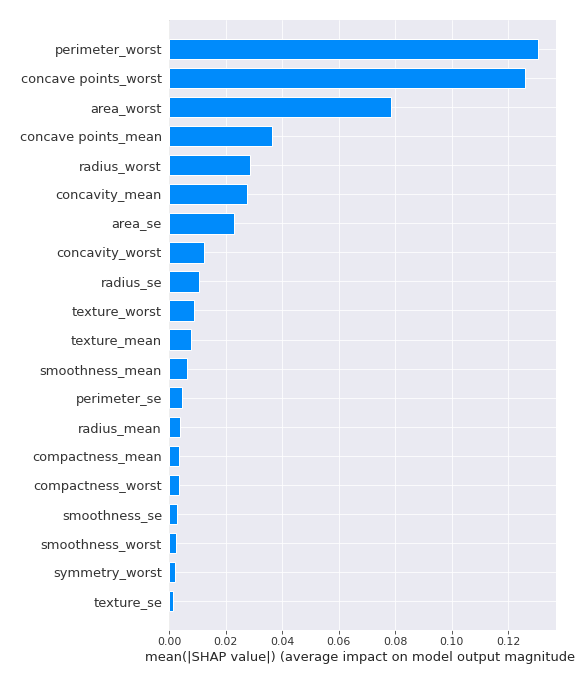 perimeter_worst
concave points_worst
area_worst
concave points_mean
radius_worst
concavity_mean
area_se
concavity_worst
radius_se
texture_worst
texture_mean
smoothness_mean
perimeter_se
radius_mean
compactness_mean
compactness_worst
smoothness_se
smoothness_worst
symmetry_worst
texture_se
0.00 0.02 0.04 0.06 0.08 0.10 0.12
mean(|SHAP value|) (average impact on model output magnitude